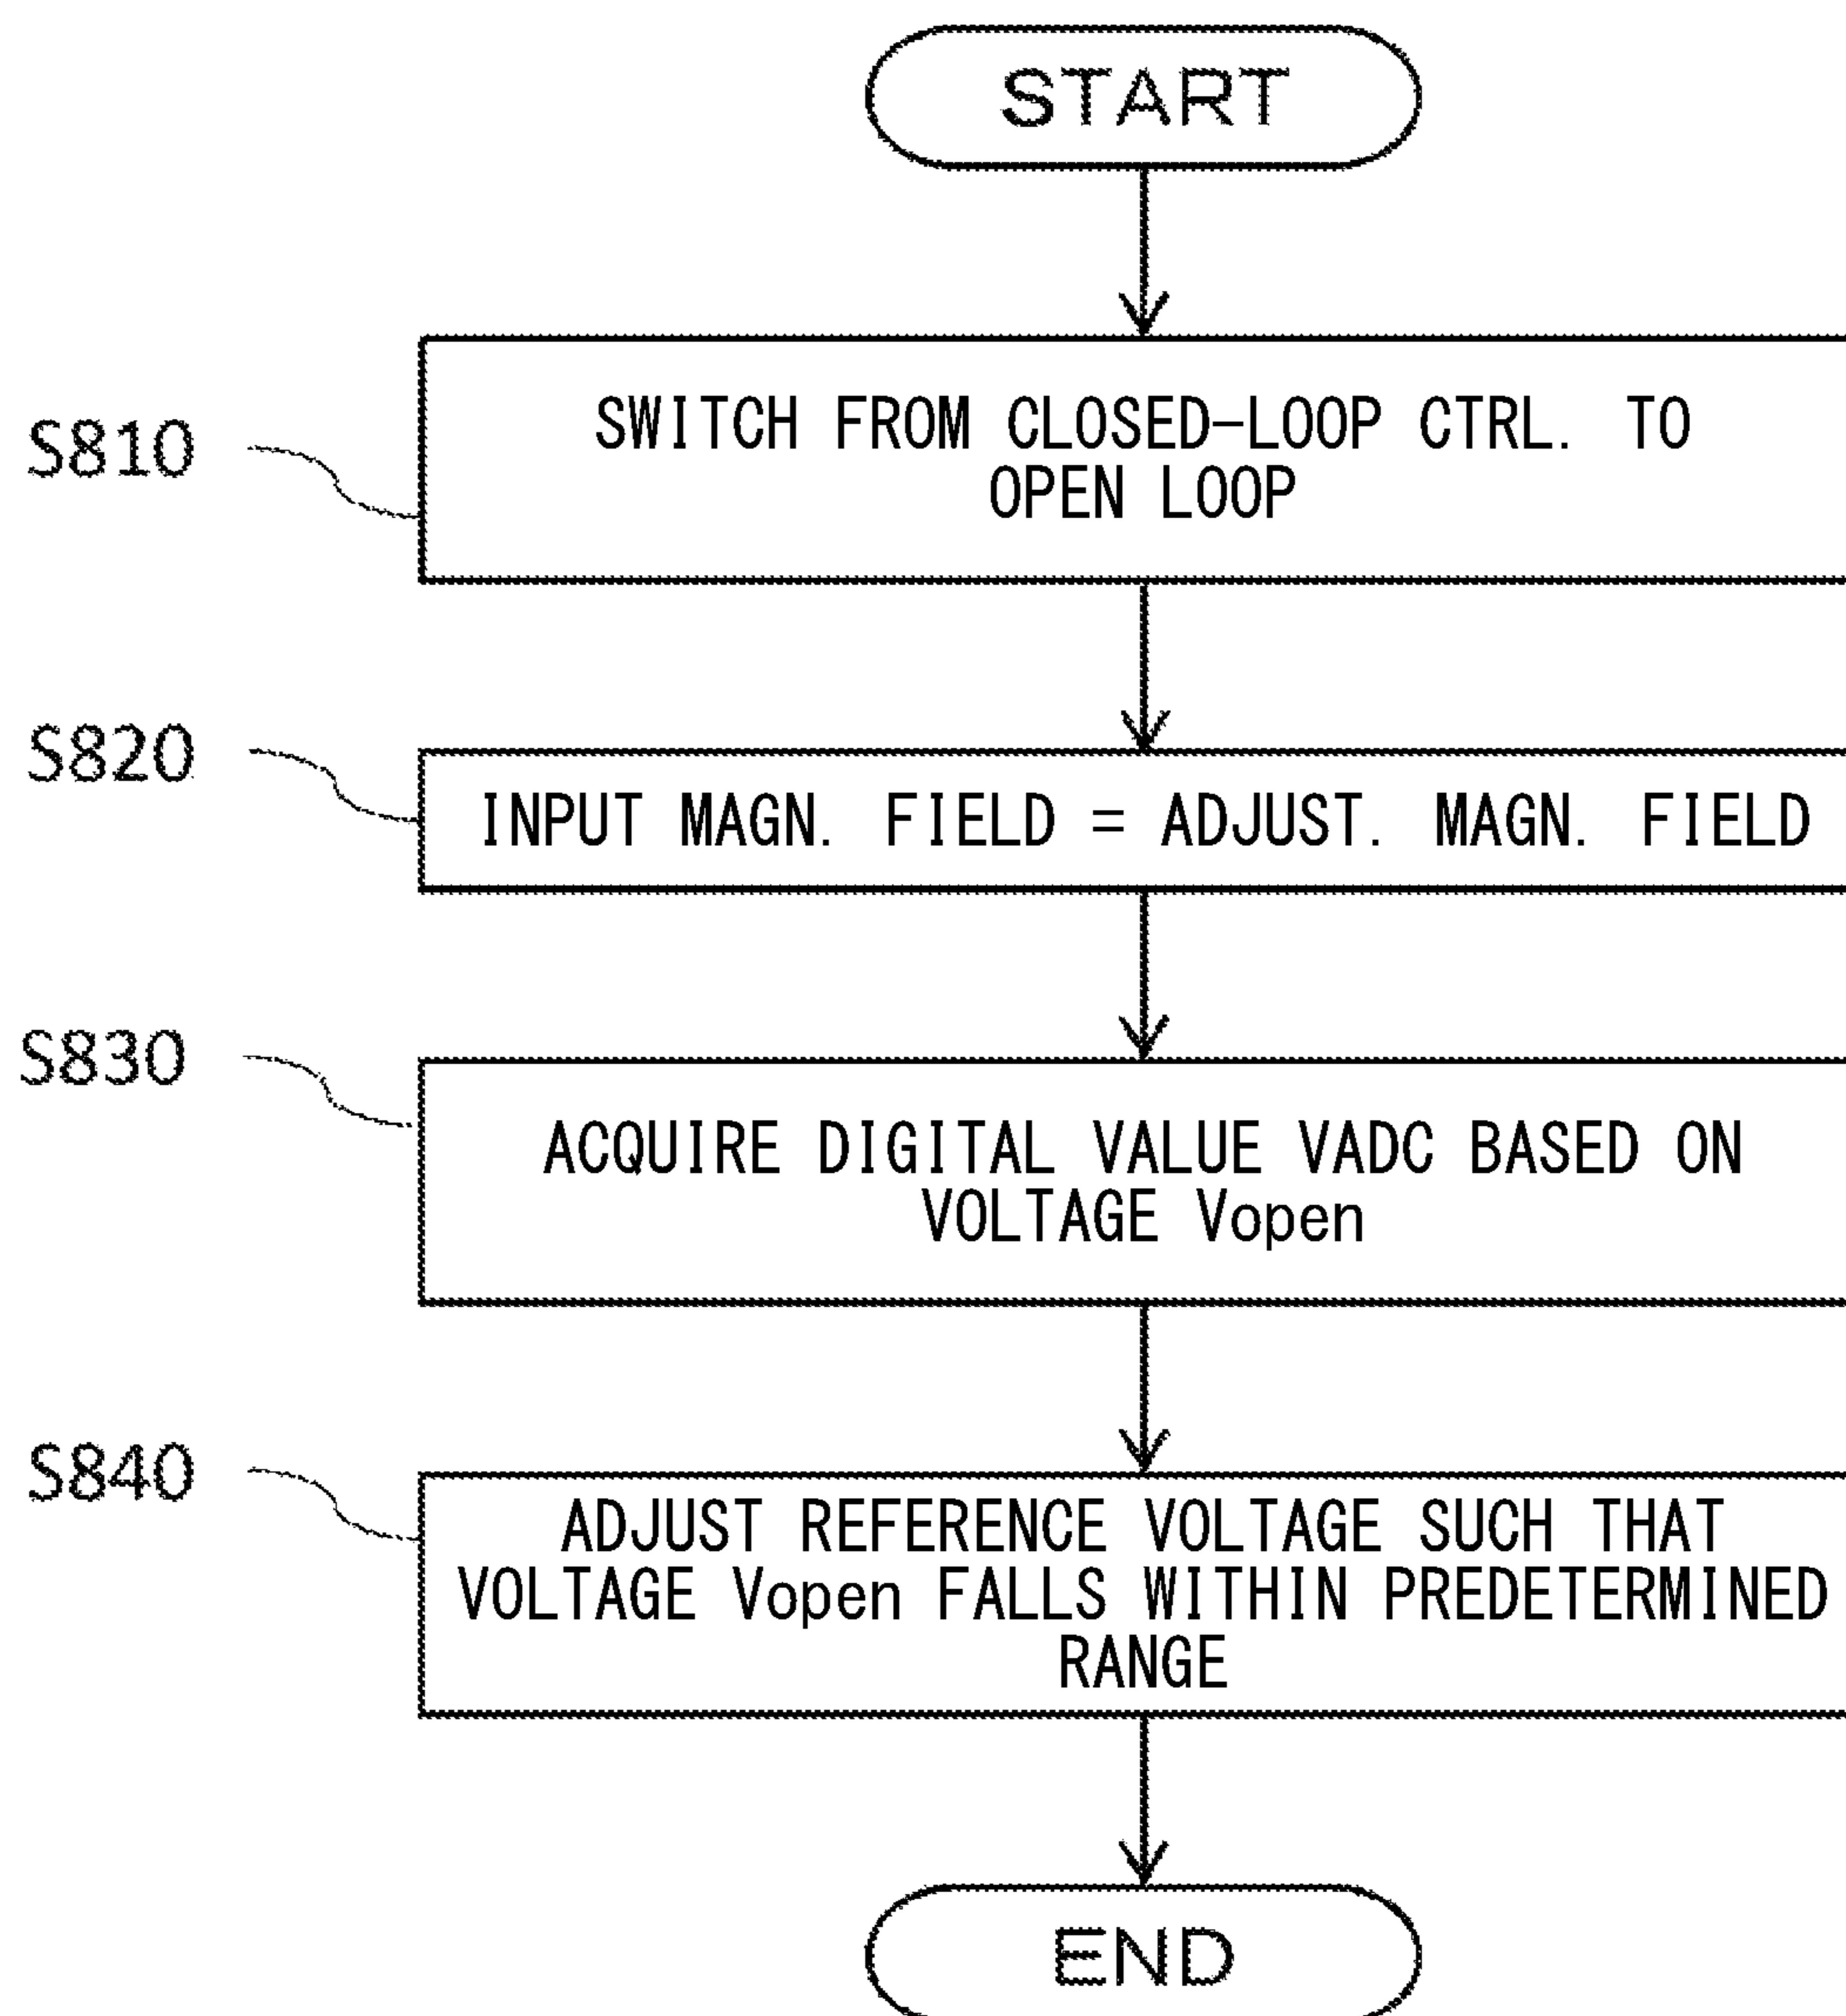 START
S810
SWITCH FROM CLOSED-LOOP CTRL. TO
OPEN LOOP
S820
INPUT MAGN. FIELD = ADJUST. MAGN. FIELD
S830
ACQUIRE DIGITAL VALUE VADC BASED ON
VOLTAGE Vopen
S840
ADJUST REFERENCE VOLTAGE SUCH THAT
VOLTAGE Vopen FALLS WITHIN PREDETERMINED
RANGE
END